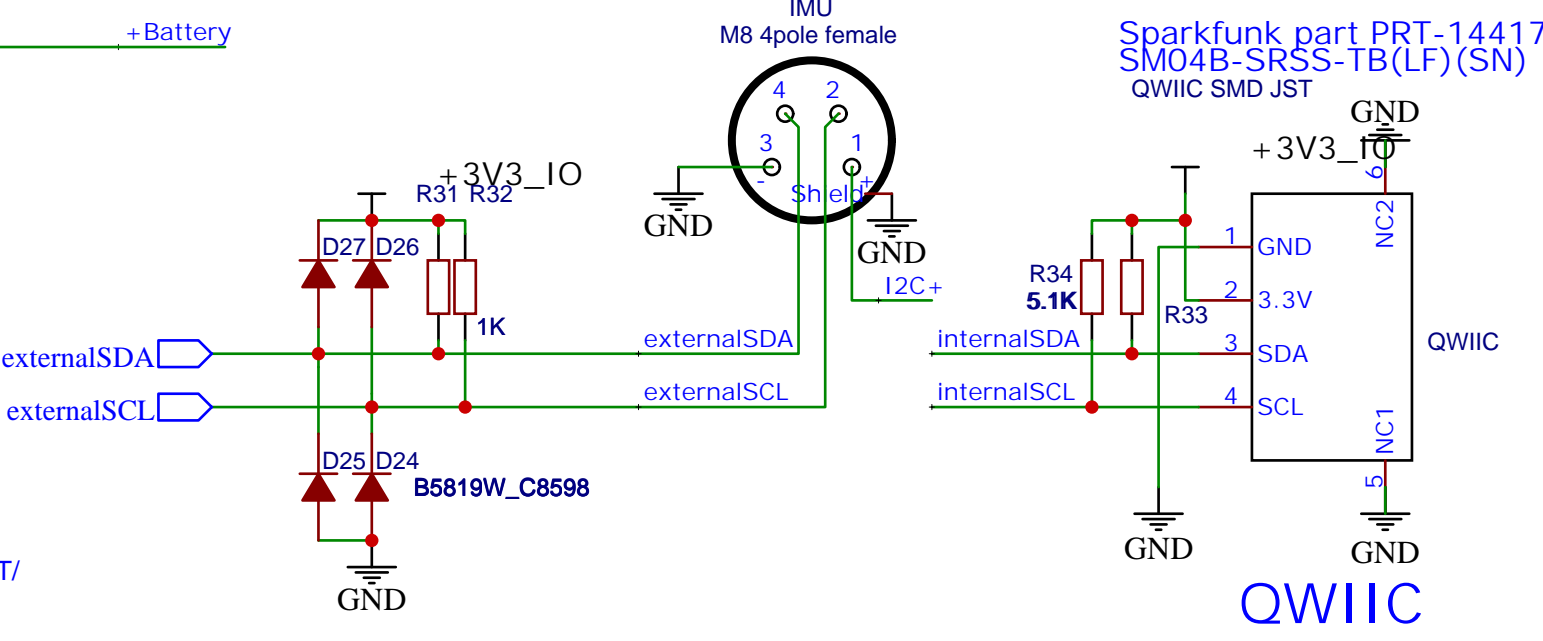 +Battery
IMU
M8 4pole female
Sparkfunk part PRT-14417
SM04B-SRSS-TB(LF)(SN)
QWIIC SMD JST
GND
+3V3_IO
4
2
3
1
-
+
Shield
GND
GND
I2C+
+3V3_IO
R31 R32
D27
D26
1K
externalSDA
externalSCL
externalSDA
externalSCL
D25
D24
B5819W_C8598
GND
T/
internalSDA
internalSCL
R34
5.1K
R33
1
GND
2
3.3V
3
SDA
4
SCL
6
NC2
NC1
5
QWIIC
GND
GND
QWIIC